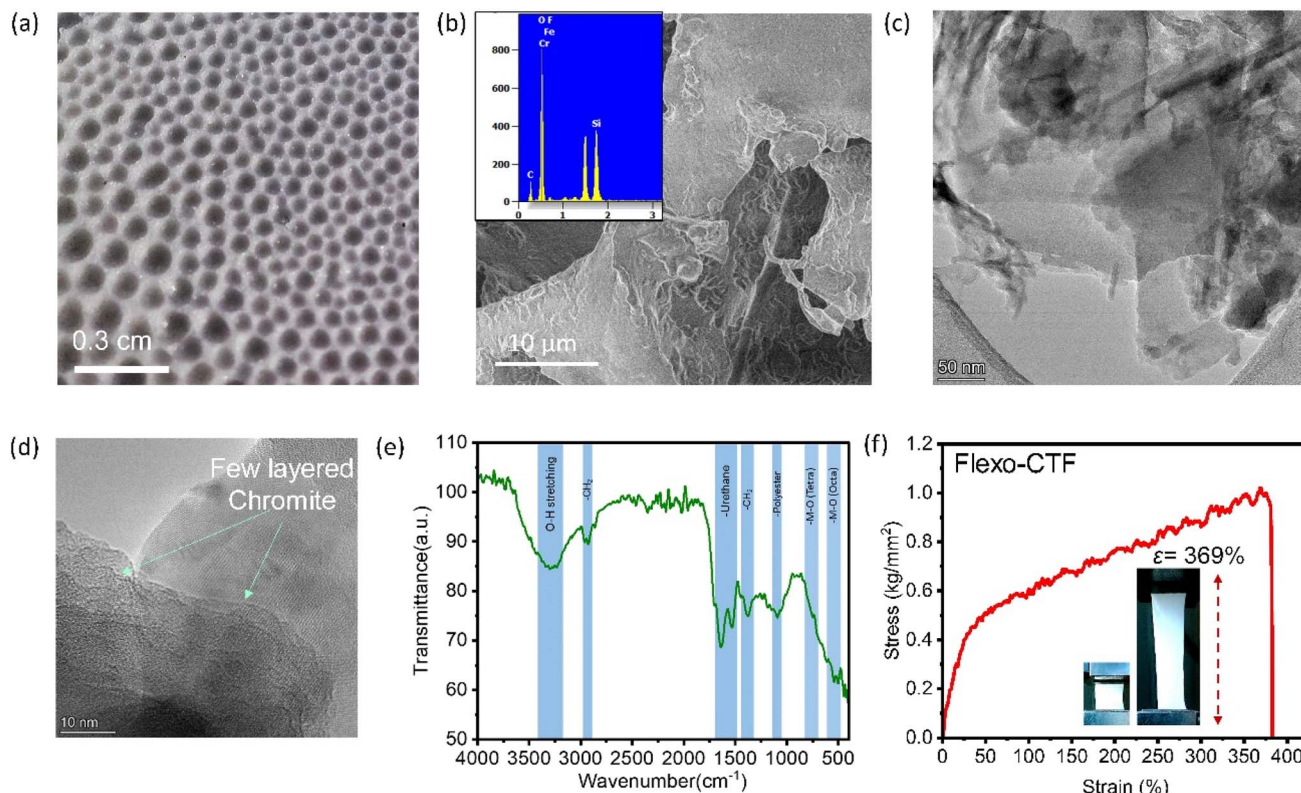 (a)
0.3 cm
(b)
O F
Fe
Cr
Si
C
800
600
400
200
0
0 1 2 3
10 μm
(c)
50 nm
(d)
Few layered
Chromite
10 nm
(e)
110
100
90
80
70
60
50
Transmittance(a.u.)
O-H stretching
-CH₂
-Urethane
-CH₂
-Polyester
-M-O (Tetra)
-M-O (Octa)
4000 3500 3000 2500 2000 1500 1000 500
Wavenumber(cm⁻¹)
(f)
Flexo-CTF
ε= 369%
1.2
1.0
0.8
0.6
0.4
0.2
0.0
Stress (kg/mm²)
0 50 100 150 200 250 300 350 400
Strain (%)